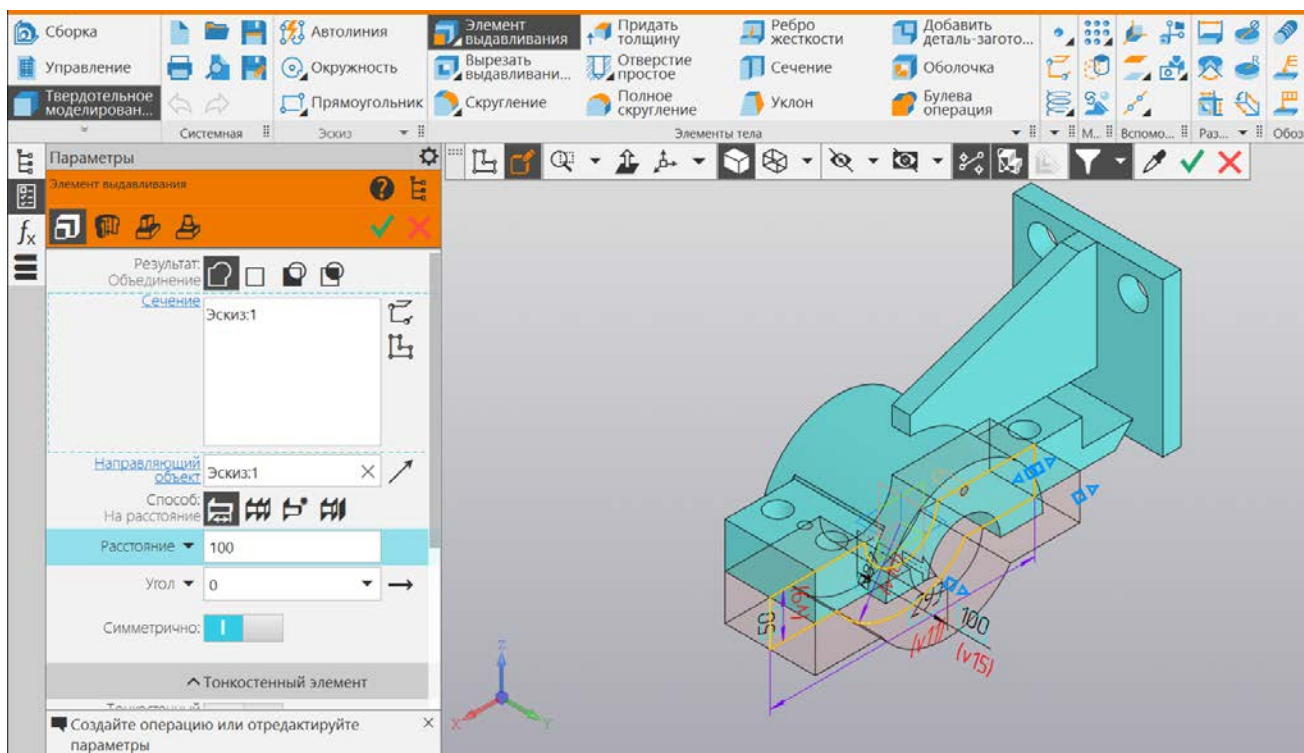 Сборка
Управление
Твердотельное
моделирован...
Системная
Автолиния
Окружность
Прямоугольник
Эскиз
Элемент
выдавливания
Вырезать
выдавливани...
Скругление
Придать
толщину
Отверстие
простое
Полное
скругление
Ребро
жесткости
Сечение
Уклон
Добавить
деталь-загото...
Оболочка
Булева
операция
Элементы тела
М...
Вспомо...
Раз...
Обоз
Параметры
Элемент выдавливания
Результат:
Объединение
Сечение
Эскиз:1
Направляющий
объект
Эскиз:1
Способ:
На расстояние
Расстояние
100
Угол
0
Симметрично:
Тонкостенный элемент
Создайте операцию или отредактируйте
параметры
50
100
(v15)
(v11)
Z
X
Y